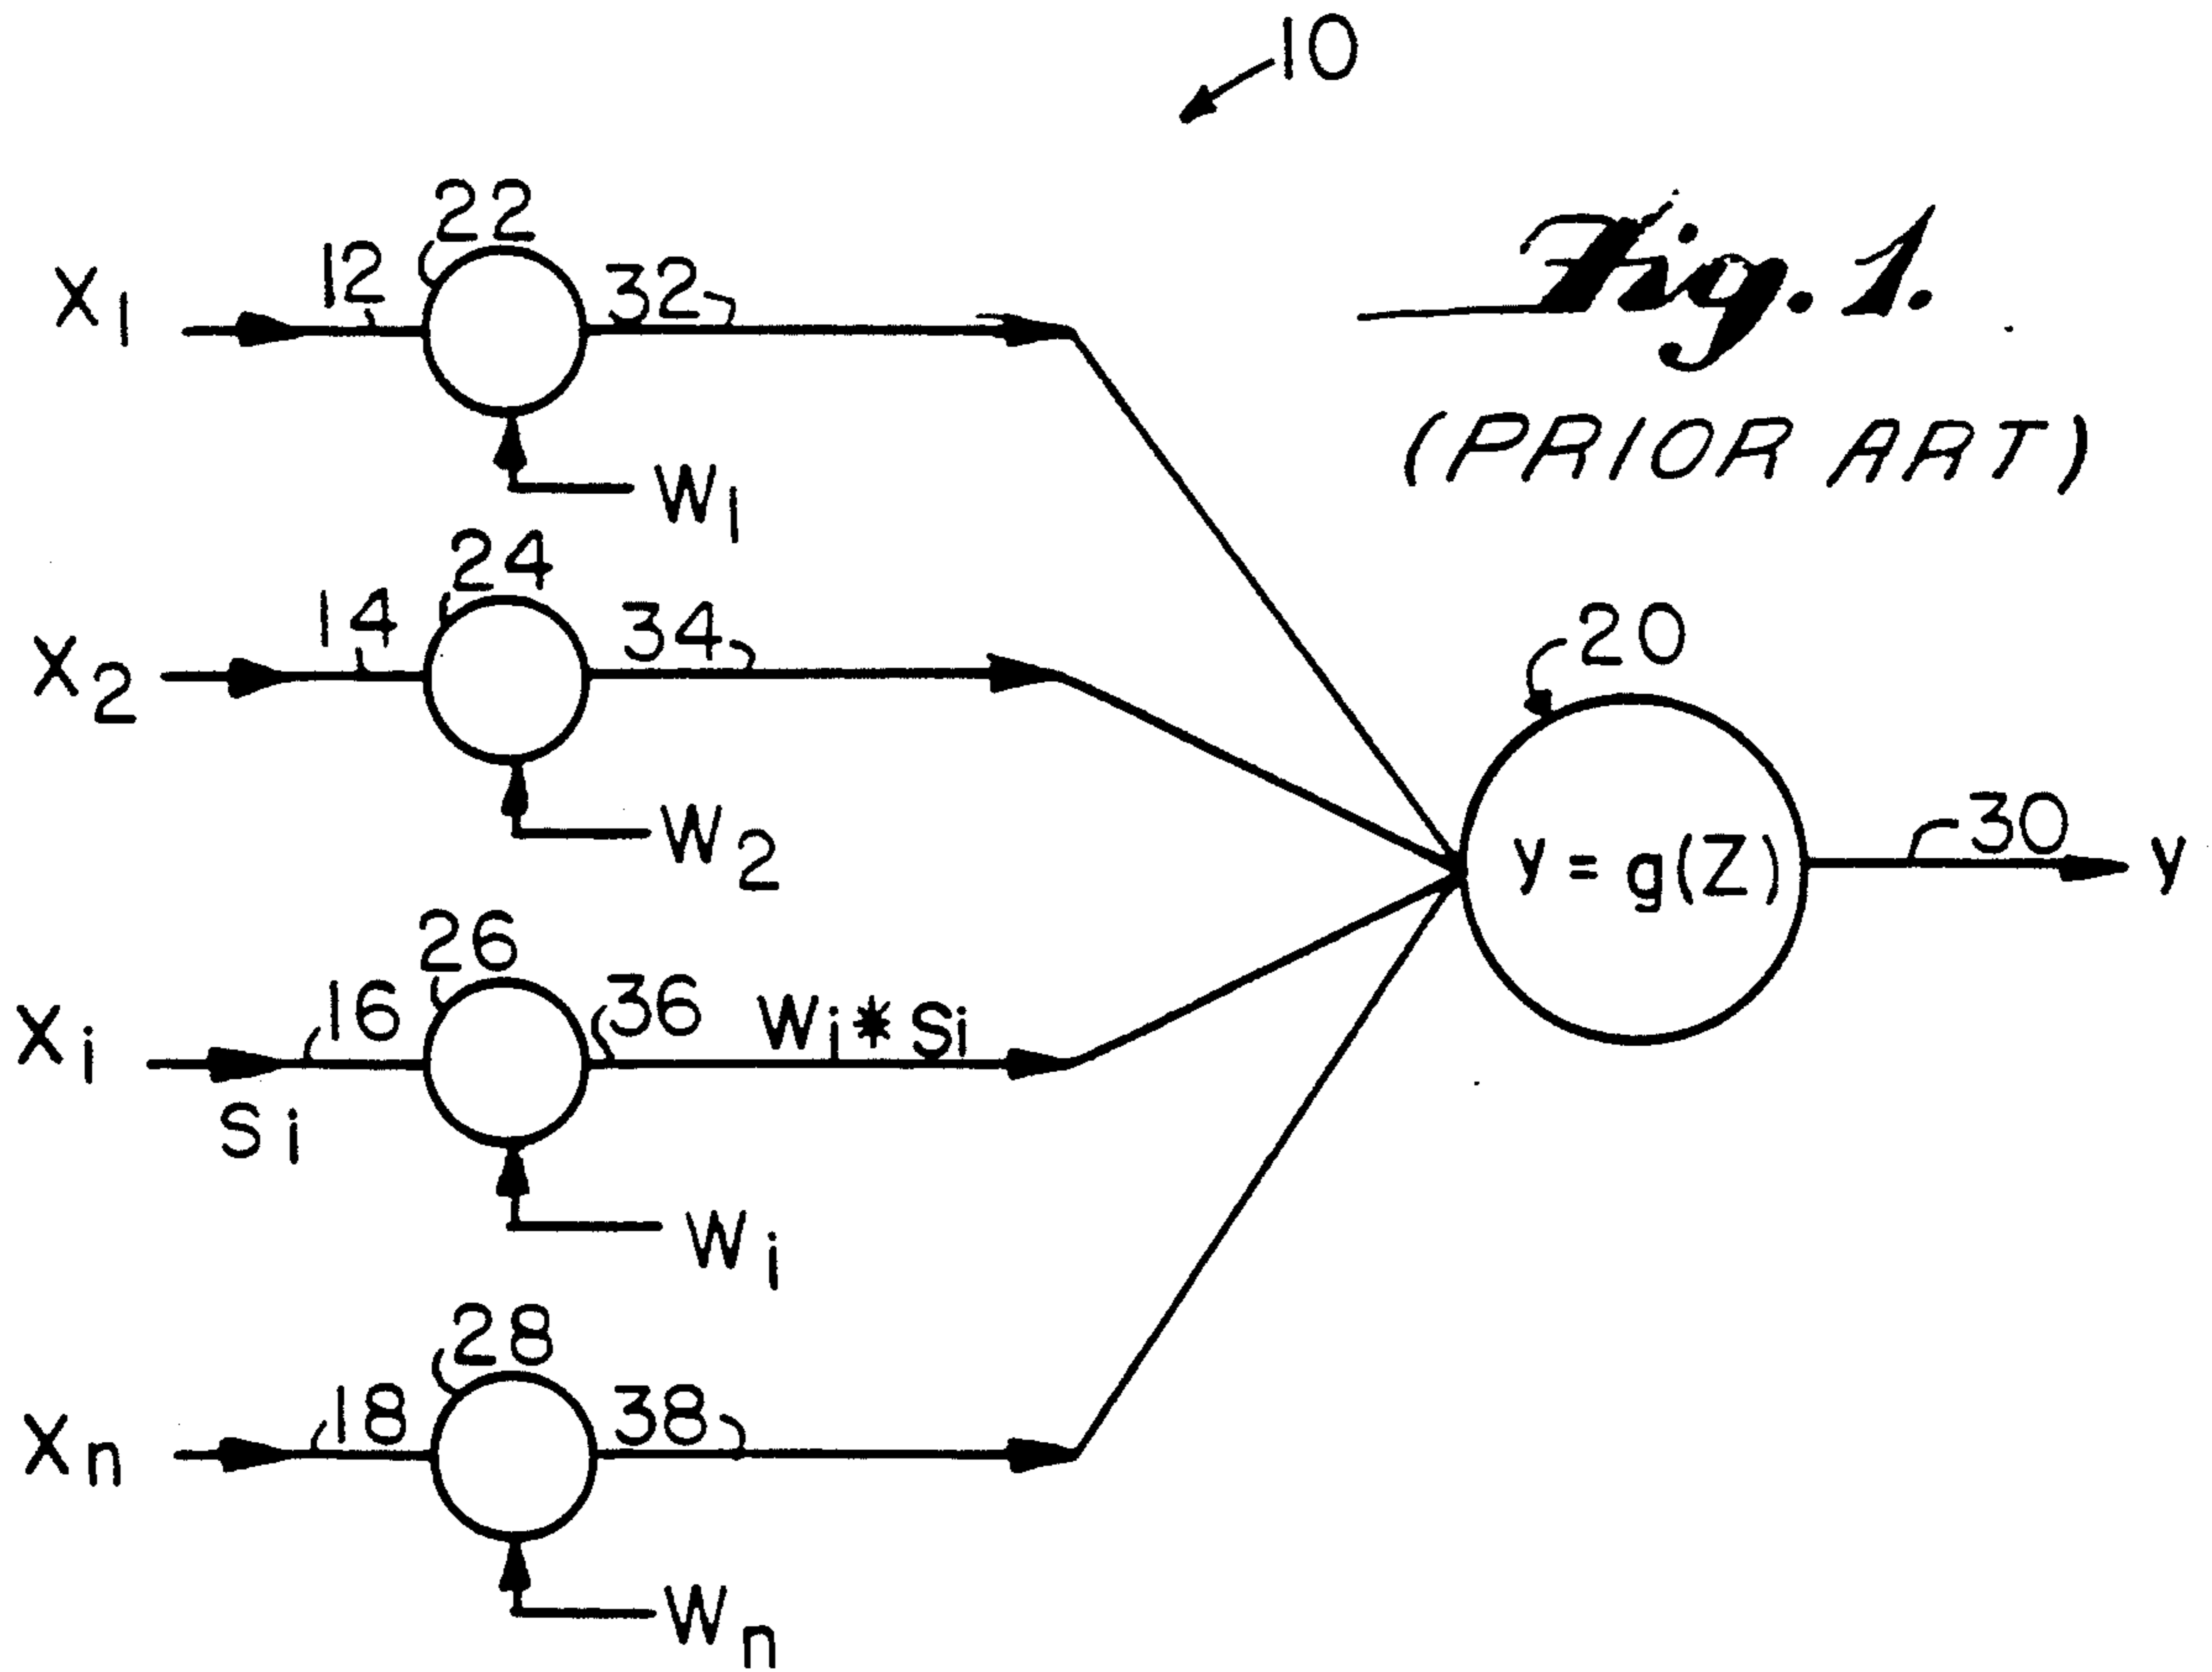 10
Fig. 1.
(PRIOR ART)
X1
12
22
32
W1
X2
14
24
34
W2
20
y = g(Z)
30
y
Xi
16
Si
26
36
Wi*Si
Wi
Xn
18
28
38
Wn